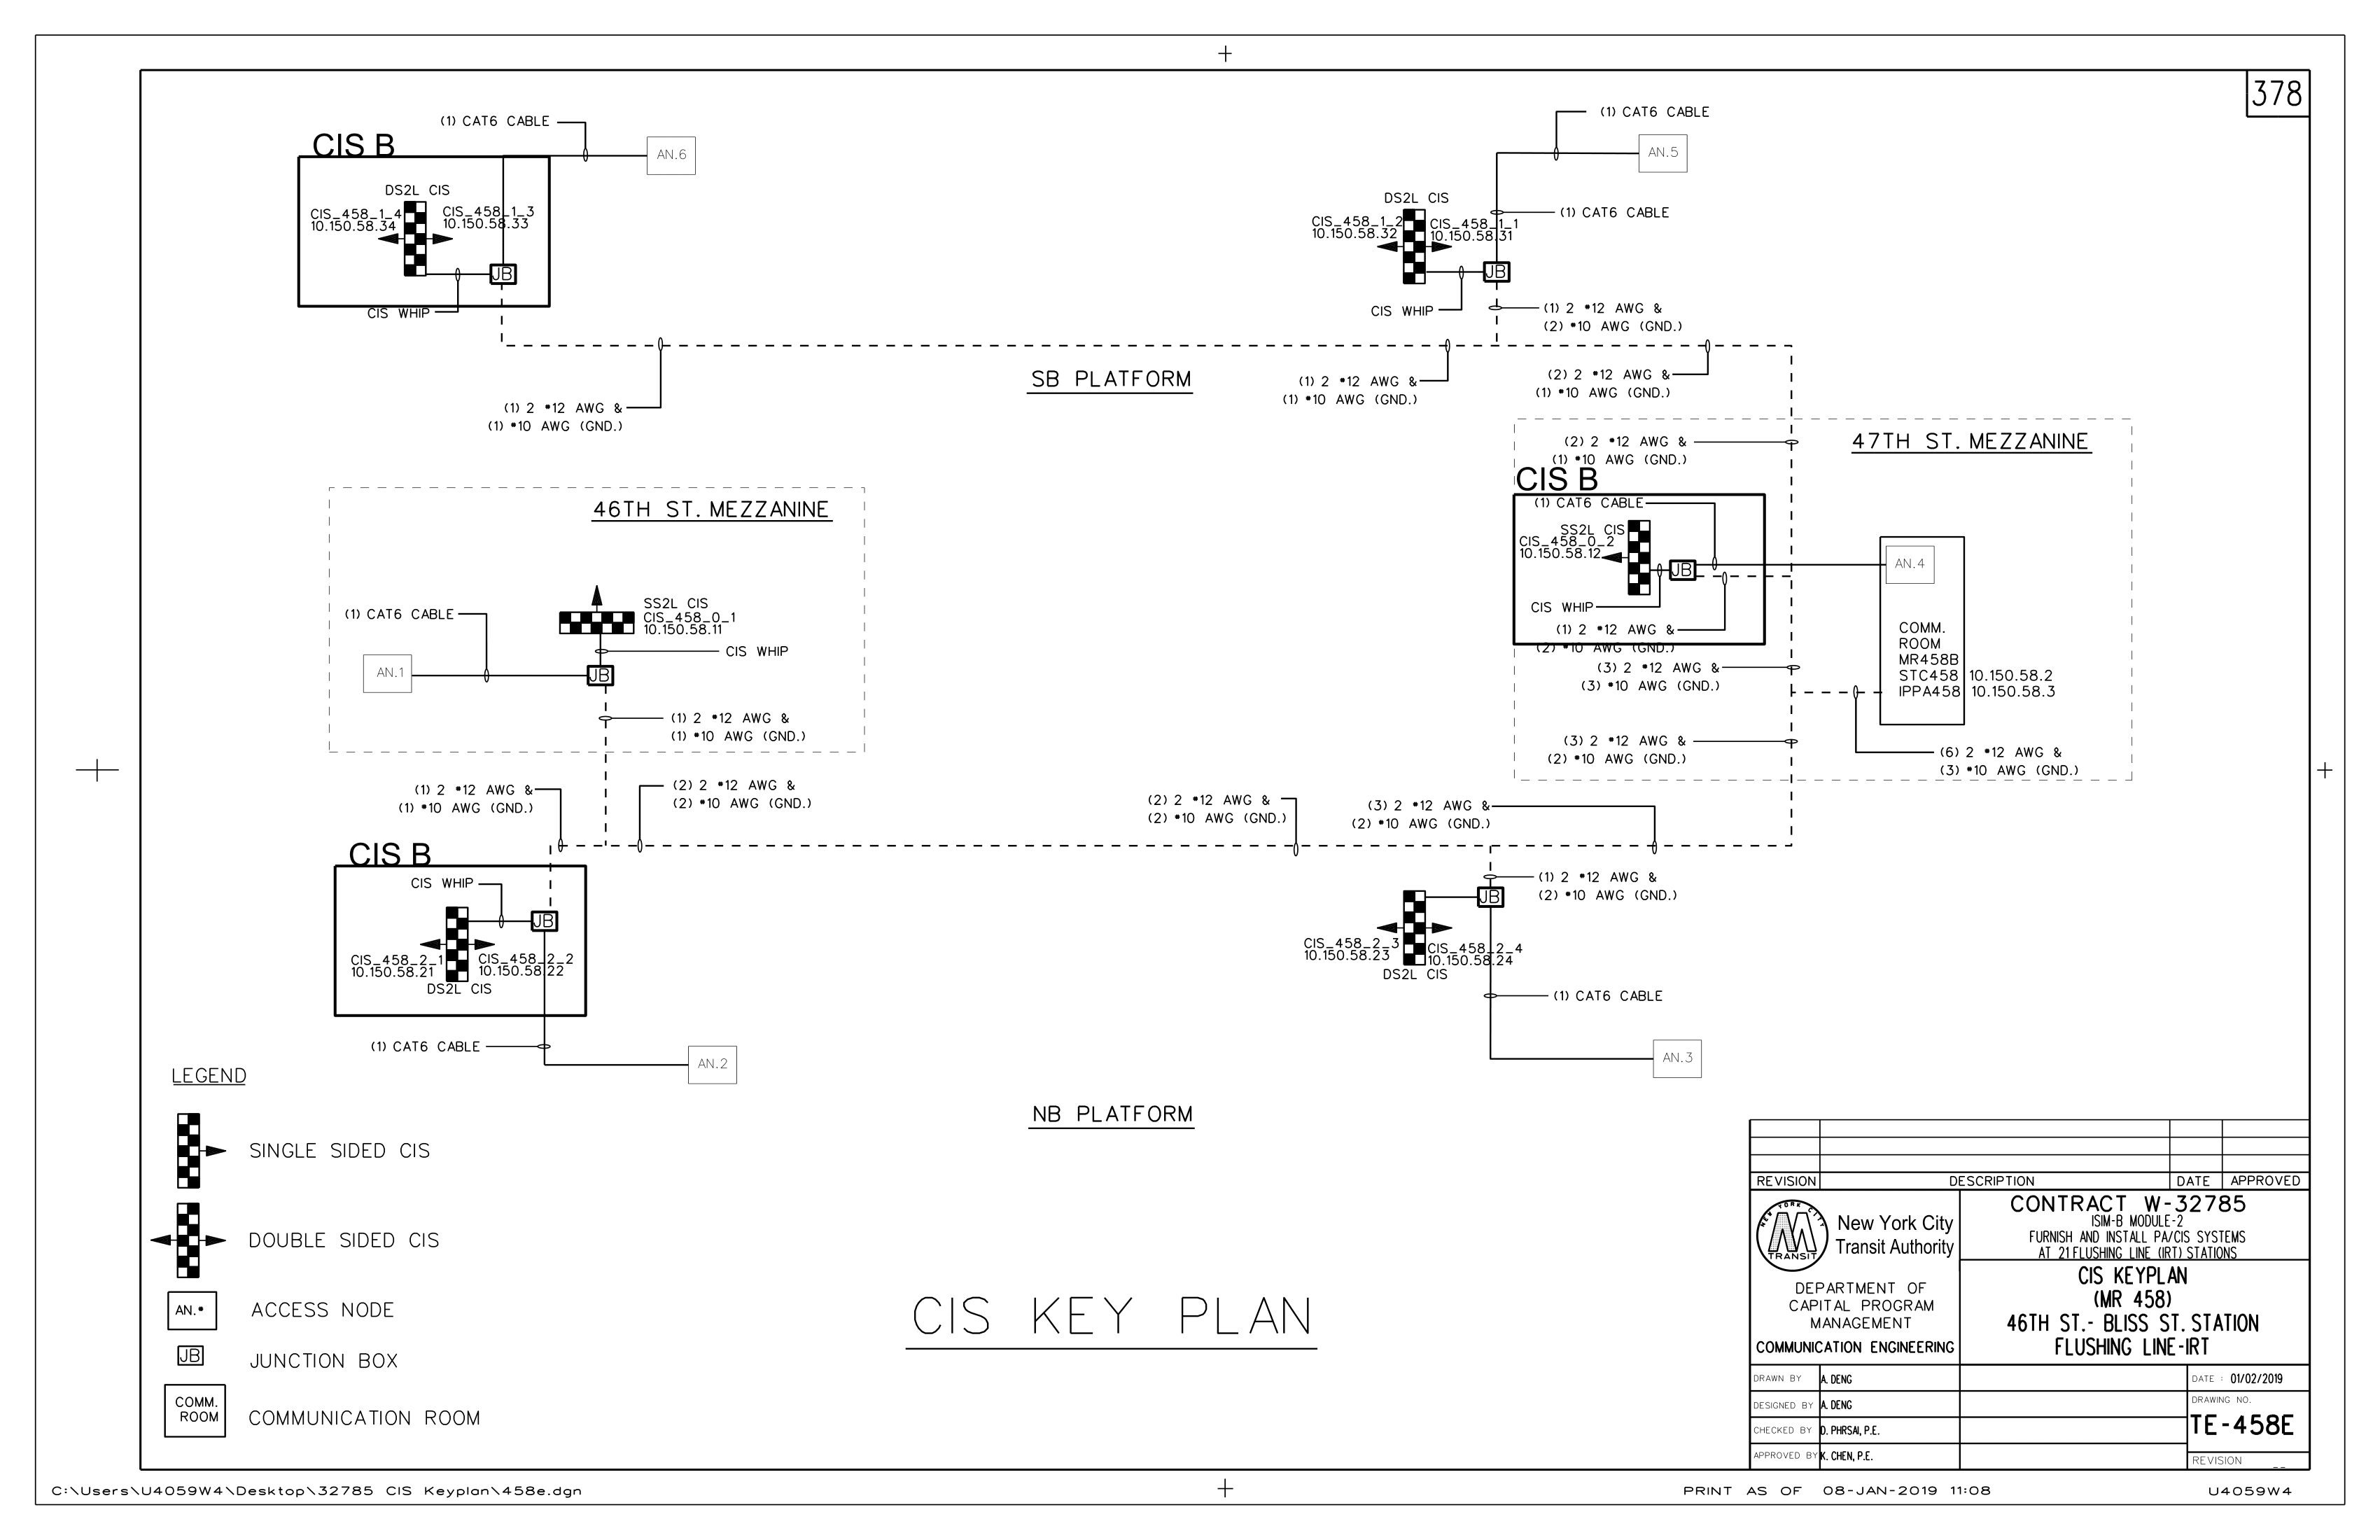 378
(1) CAT6 CABLE
CIS B
AN.6
DS2L CIS
CIS_458_1_4
10.150.58.34
CIS_458_1_3
10.150.58.33
JB
CIS WHIP
(1) CAT6 CABLE
AN.5
DS2L CIS
(1) CAT6 CABLE
CIS_458_1_2
10.150.58.32
CIS_458_1_1
10.150.58.31
JB
CIS WHIP
(1) 2 #12 AWG &
(2) #10 AWG (GND.)
SB PLATFORM
(1) 2 #12 AWG &
(1) #10 AWG (GND.)
(1) 2 #12 AWG &
(1) #10 AWG (GND.)
(2) 2 #12 AWG &
(1) #10 AWG (GND.)
46TH ST. MEZZANINE
(1) CAT6 CABLE
SS2L CIS
CIS_458_0_1
10.150.58.11
CIS WHIP
AN.1
JB
(1) 2 #12 AWG &
(1) #10 AWG (GND.)
47TH ST. MEZZANINE
(2) 2 #12 AWG &
(1) #10 AWG (GND.)
CIS B
(1) CAT6 CABLE
SS2L CIS
CIS_458_0_2
10.150.58.12
JB
AN.4
CIS WHIP
(1) 2 #12 AWG &
(2) #10 AWG (GND.)
COMM.
ROOM
MR458B
STC458 10.150.58.2
IPPA458 10.150.58.3
(3) 2 #12 AWG &
(3) #10 AWG (GND.)
(3) 2 #12 AWG &
(2) #10 AWG (GND.)
(6) 2 #12 AWG &
(3) #10 AWG (GND.)
(1) 2 #12 AWG &
(1) #10 AWG (GND.)
(2) 2 #12 AWG &
(2) #10 AWG (GND.)
(2) 2 #12 AWG &
(2) #10 AWG (GND.)
(3) 2 #12 AWG &
(2) #10 AWG (GND.)
CIS B
CIS WHIP
JB
CIS_458_2_1
10.150.58.21
CIS_458_2_2
10.150.58.22
DS2L CIS
(1) CAT6 CABLE
AN.2
(1) 2 #12 AWG &
(2) #10 AWG (GND.)
JB
CIS_458_2_3
10.150.58.23
CIS_458_2_4
10.150.58.24
DS2L CIS
(1) CAT6 CABLE
AN.3
NB PLATFORM
LEGEND
SINGLE SIDED CIS
DOUBLE SIDED CIS
AN.*
ACCESS NODE
JB
JUNCTION BOX
COMM.
ROOM
COMMUNICATION ROOM
CIS KEY PLAN
REVISION DESCRIPTION DATE APPROVED
NEW YORK CITY
TRANSIT
New York City
Transit Authority
DEPARTMENT OF
CAPITAL PROGRAM
MANAGEMENT
COMMUNICATION ENGINEERING
CONTRACT W-32785
ISIM-B MODULE-2
FURNISH AND INSTALL PA/CIS SYSTEMS
AT 21 FLUSHING LINE (IRT) STATIONS
CIS KEYPLAN
(MR 458)
46TH ST.- BLISS ST. STATION
FLUSHING LINE-IRT
DRAWN BY A. DENG
DESIGNED BY A. DENG
CHECKED BY D. PHRSAI, P.E.
APPROVED BY K. CHEN, P.E.
DATE : 01/02/2019
DRAWING NO.
TE-458E
REVISION --
C:\Users\U4059W4\Desktop\32785 CIS Keyplan\458e.dgn
PRINT AS OF 08-JAN-2019 11:08
U4059W4